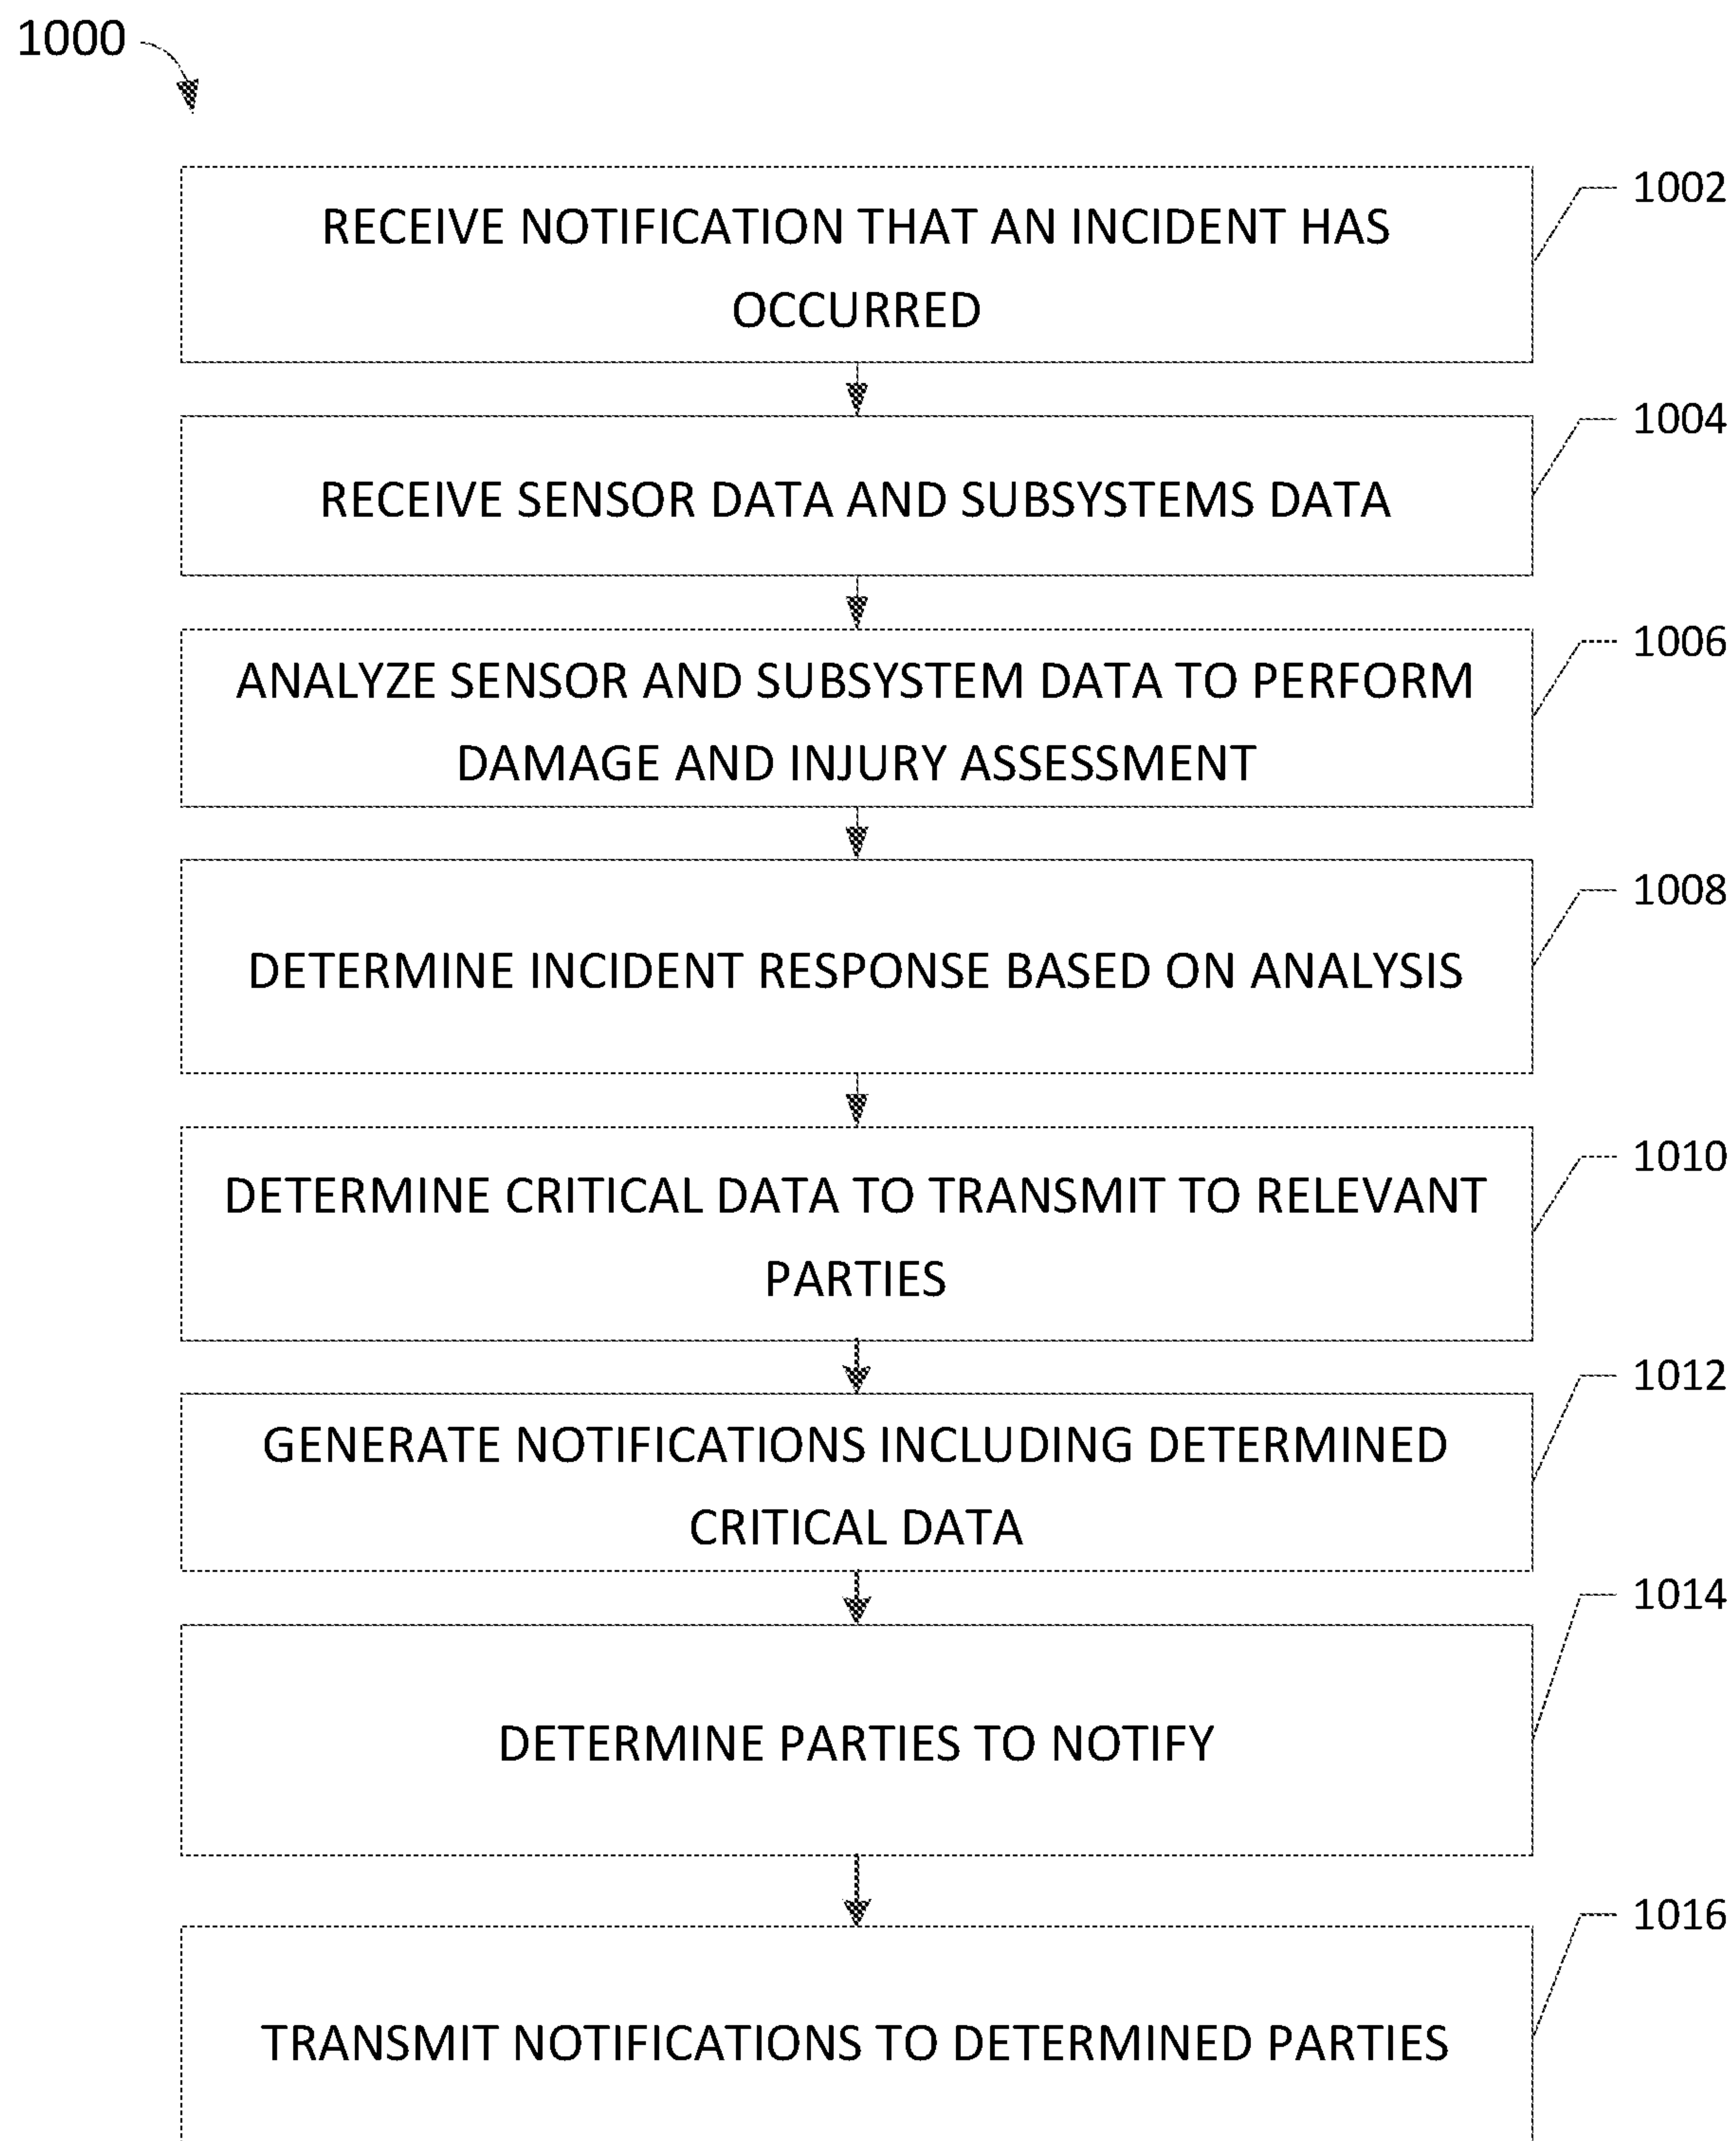 1000
RECEIVE NOTIFICATION THAT AN INCIDENT HAS
OCCURRED
1002
RECEIVE SENSOR DATA AND SUBSYSTEMS DATA
1004
ANALYZE SENSOR AND SUBSYSTEM DATA TO PERFORM
DAMAGE AND INJURY ASSESSMENT
1006
DETERMINE INCIDENT RESPONSE BASED ON ANALYSIS
1008
DETERMINE CRITICAL DATA TO TRANSMIT TO RELEVANT
PARTIES
1010
GENERATE NOTIFICATIONS INCLUDING DETERMINED
CRITICAL DATA
1012
DETERMINE PARTIES TO NOTIFY
1014
TRANSMIT NOTIFICATIONS TO DETERMINED PARTIES
1016